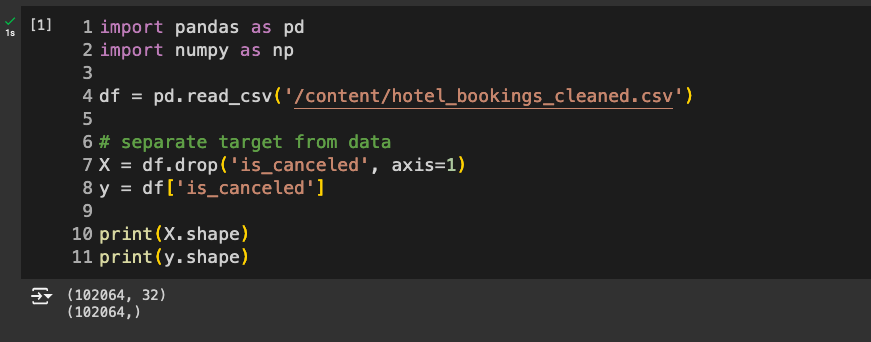 [1]
1s
1 import pandas as pd
2 import numpy as np
3
4 df = pd.read_csv('/content/hotel_bookings_cleaned.csv')
5
6 # separate target from data
7 X = df.drop('is_canceled', axis=1)
8 y = df['is_canceled']
9
10 print(X.shape)
11 print(y.shape)
(102064, 32)
(102064,)